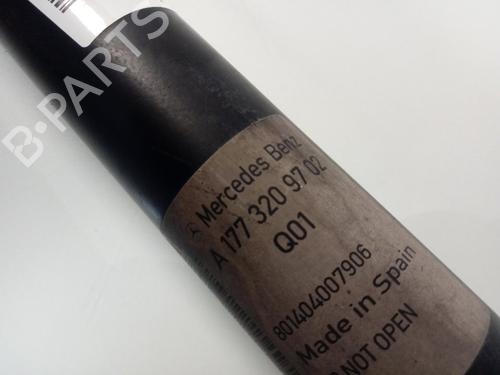 B-PARTS
Mercedes Benz
A 177 320 97 02
Q01
801404007906
Made in Spain
NOT OPEN